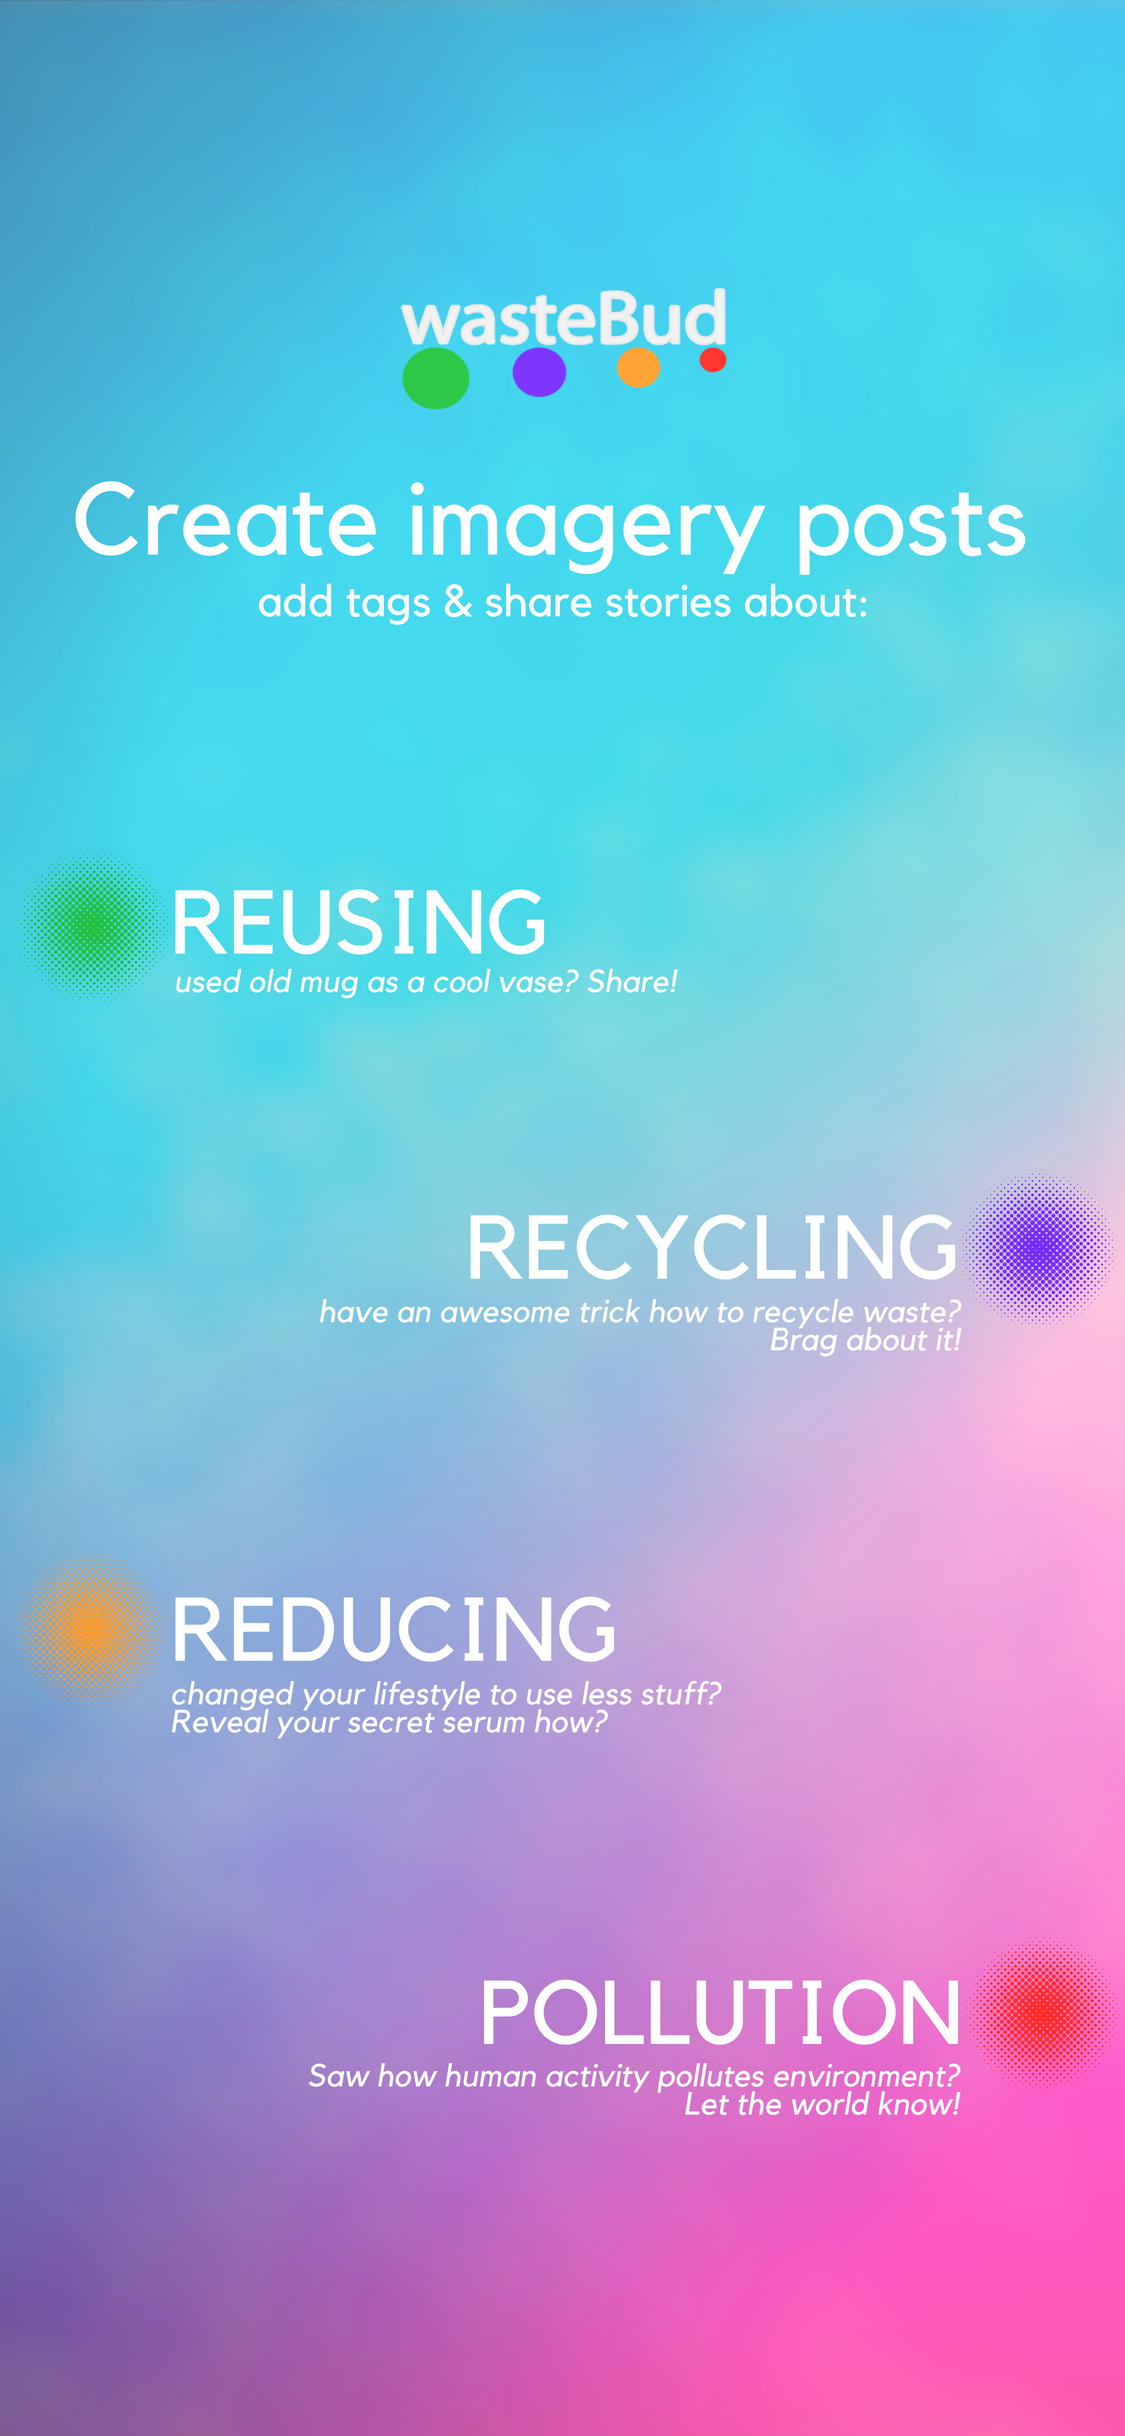 wasteBud
Create imagery posts
add tags & share stories about:
REUSING
used old mug as a cool vase? Share!
RECYCLING
have an awesome trick how to recycle waste?
Brag about it!
REDUCING
changed your lifestyle to use less stuff?
Reveal your secret serum how?
POLLUTION
Saw how human activity pollutes environment?
Let the world know!